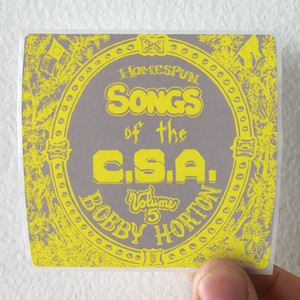 HOMESPUN
SONGS
of the
C.S.A.
Volume
5
BOBBY HORTON